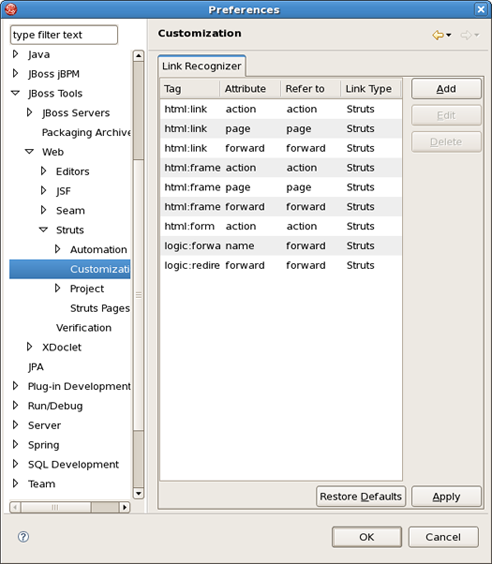 Preferences
type filter text
Java
JBoss jBPM
JBoss Tools
JBoss Servers
Packaging Archive
Web
Editors
JSF
Seam
Struts
Automation
Customizati
Project
Struts Pages
Verification
XDoclet
JPA
Plug-in Development
Run/Debug
Server
Spring
SQL Development
Team
Customization
Link Recognizer
Tag Attribute Refer to Link Type
html:link action action Struts
html:link page page Struts
html:link forward forward Struts
html:frame action action Struts
html:frame page page Struts
html:frame forward forward Struts
html:form action action Struts
logic:forwa name forward Struts
logic:redire forward forward Struts
Add
Edit
Delete
Restore Defaults Apply
? OK Cancel